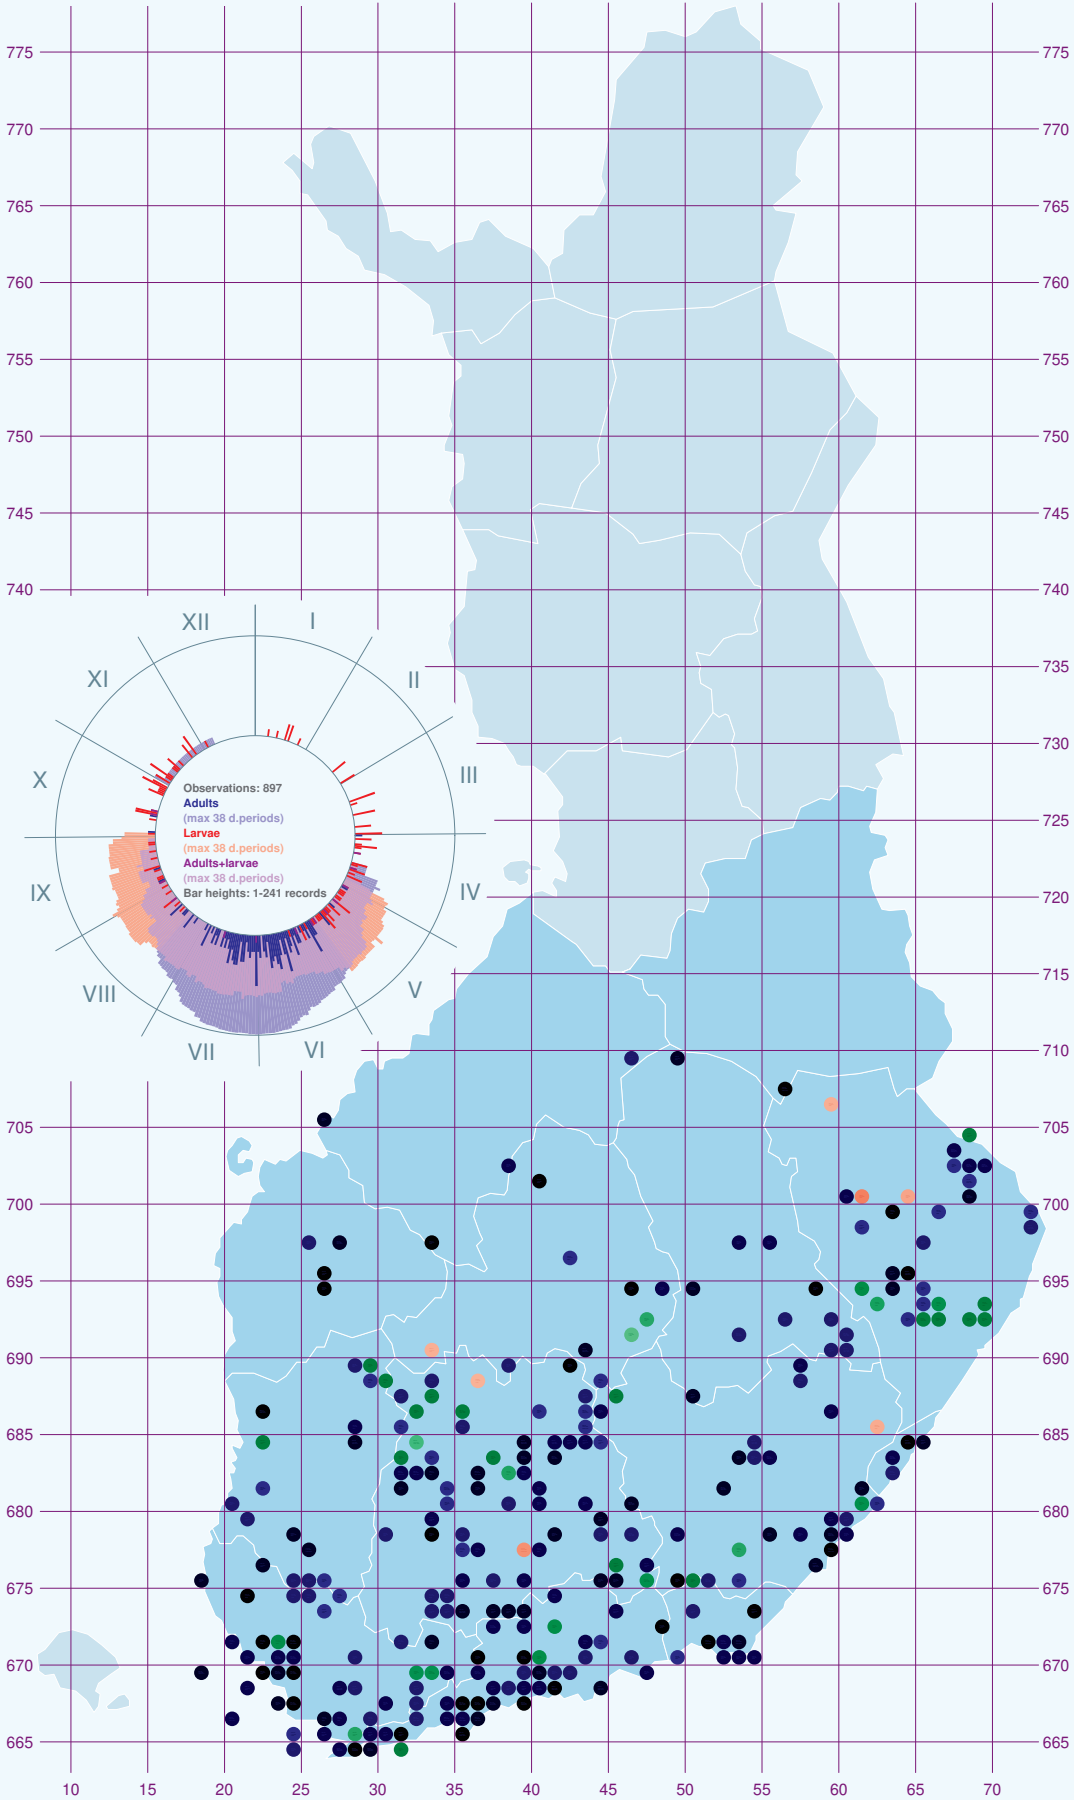 775 775
770 770
765 765
760 760
755 755
750 750
745 745
740 740
735
730
725
720
715
710
705 705
700 700
695 695
690 690
685 685
680 680
675 675
670 670
665 665
XII I
XI II
X III
IX IV
VIII V
VII VI
Observations: 897
Adults
(max 38 d.periods)
Larvae
(max 38 d.periods)
Adults+larvae
(max 38 d.periods)
Bar heights: 1-241 records
10 15 20 25 30 35 40 45 50 55 60 65 70